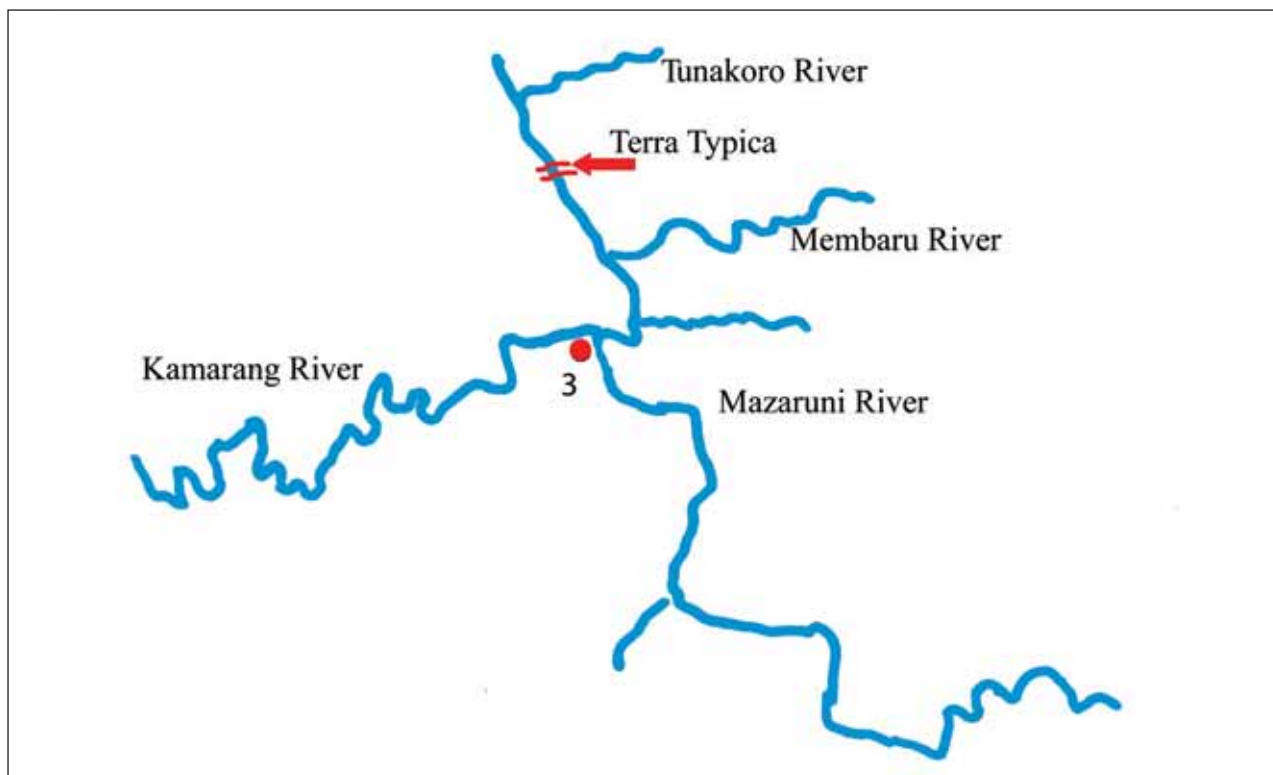 Tunakoro River
Terra Typica
Membaru River
Kamarang River
3
Mazaruni River